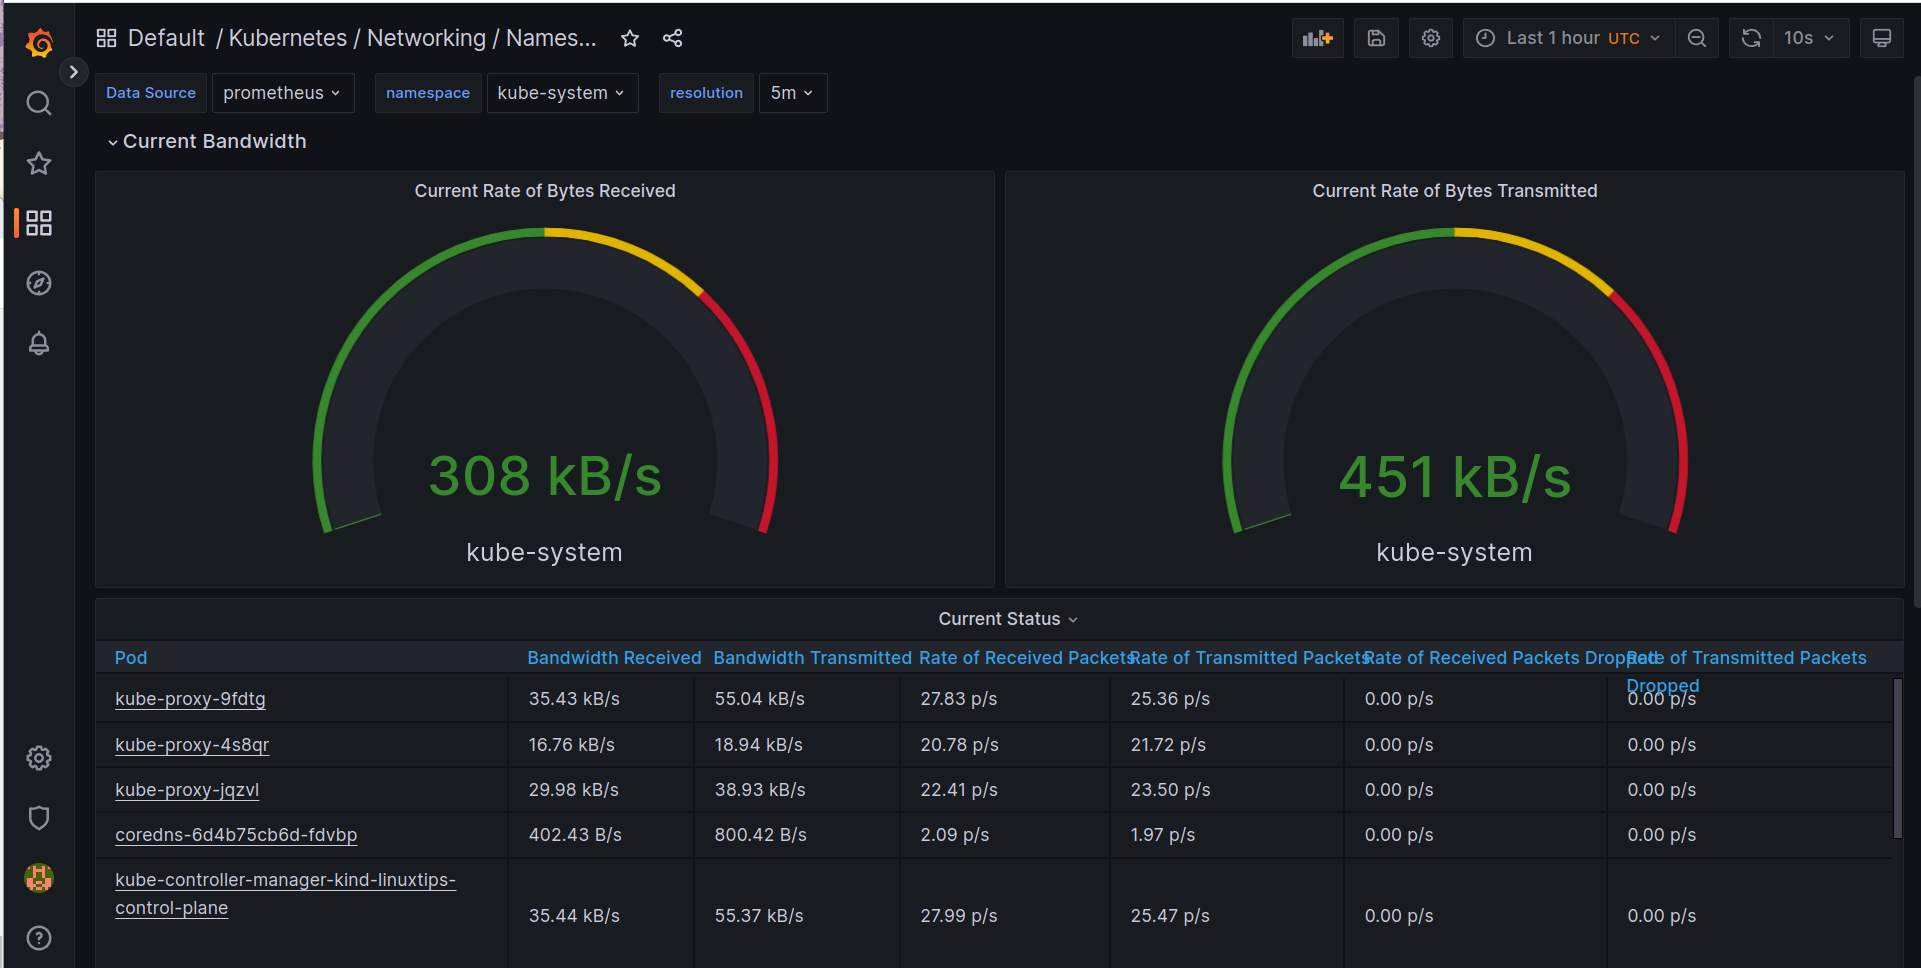 Default / Kubernetes / Networking / Names...
Last 1 hour UTC
10s
Data Source prometheus
namespace kube-system
resolution 5m
Current Bandwidth
Current Rate of Bytes Received
308 kB/s
kube-system
Current Rate of Bytes Transmitted
451 kB/s
kube-system
Current Status
Pod Bandwidth Received Bandwidth Transmitted Rate of Received Packets Rate of Transmitted Packets Rate of Received Packets Dropped Rate of Transmitted Packets
Dropped
kube-proxy-9fdtg 35.43 kB/s 55.04 kB/s 27.83 p/s 25.36 p/s 0.00 p/s 0.00 p/s
kube-proxy-4s8qr 16.76 kB/s 18.94 kB/s 20.78 p/s 21.72 p/s 0.00 p/s 0.00 p/s
kube-proxy-jqzvl 29.98 kB/s 38.93 kB/s 22.41 p/s 23.50 p/s 0.00 p/s 0.00 p/s
coredns-6d4b75cb6d-fdvbp 402.43 B/s 800.42 B/s 2.09 p/s 1.97 p/s 0.00 p/s 0.00 p/s
kube-controller-manager-kind-linuxtips-
control-plane 35.44 kB/s 55.37 kB/s 27.99 p/s 25.47 p/s 0.00 p/s 0.00 p/s